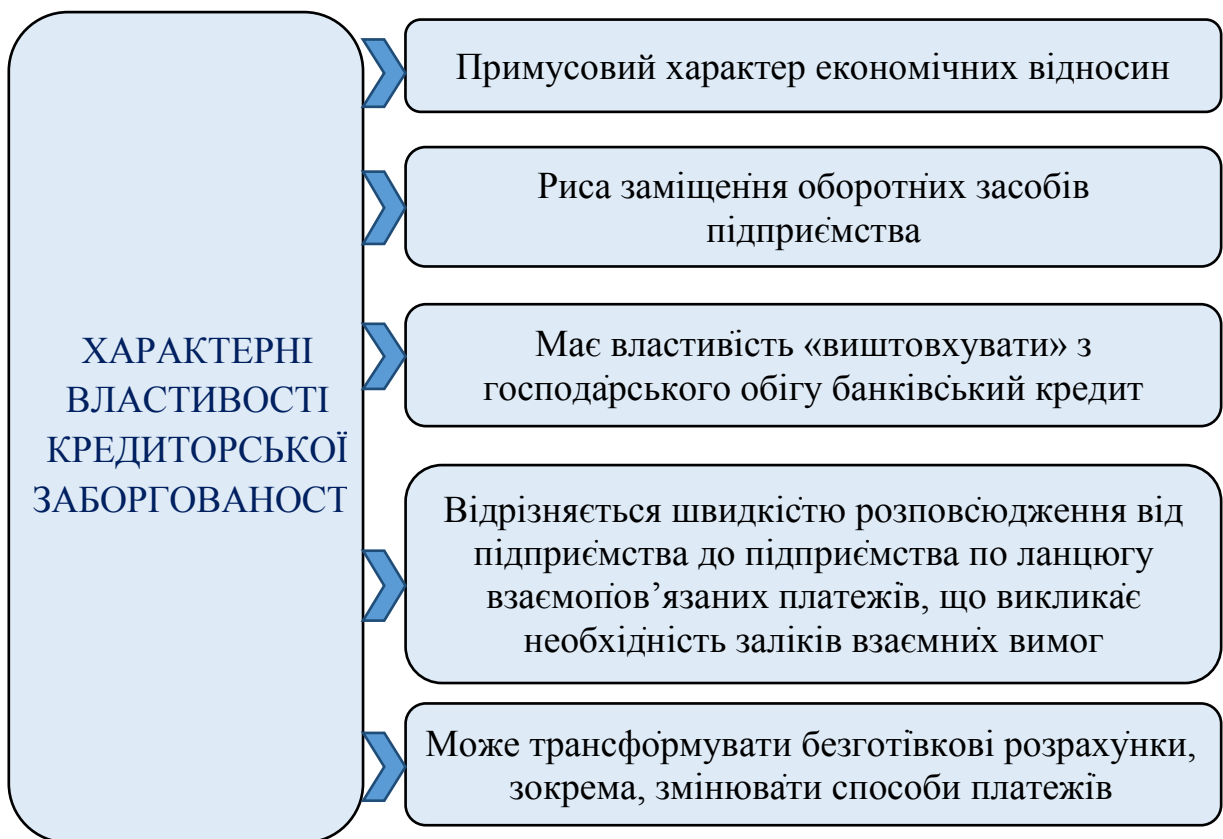 ХАРАКТЕРНІ
ВЛАСТИВОСТІ
КРЕДИТОРСЬКОЇ
ЗАБОРГОВАНОСТ
Примусовий характер економічних відносин
Риса заміщення оборотних засобів
підприємства
Має властивість «виштовхувати» з
господарського обігу банківський кредит
Відрізняється швидкістю розповсюдження від
підприємства до підприємства по ланцюгу
взаємопов’язаних платежів, що викликає
необхідність заліків взаємних вимог
Може трансформувати безготівкові розрахунки,
зокрема, змінювати способи платежів